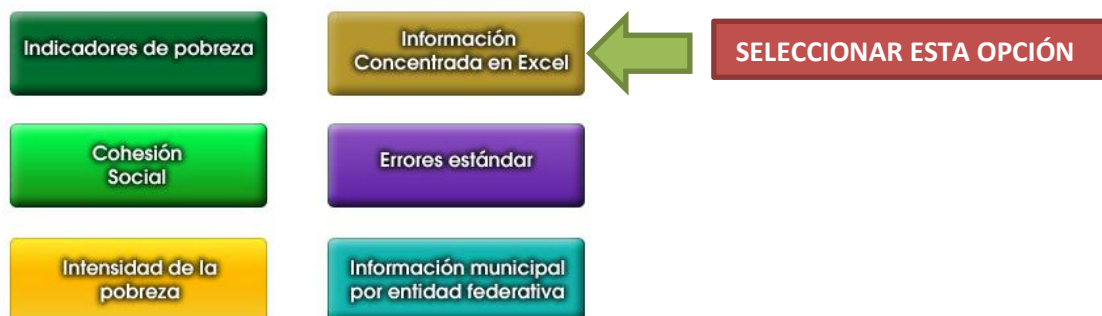 Indicadores de pobreza
Información
Concentrada en Excel
SELECCIONAR ESTA OPCIÓN
Cohesión
Social
Errores estándar
Intensidad de la
pobreza
Información municipal
por entidad federativa